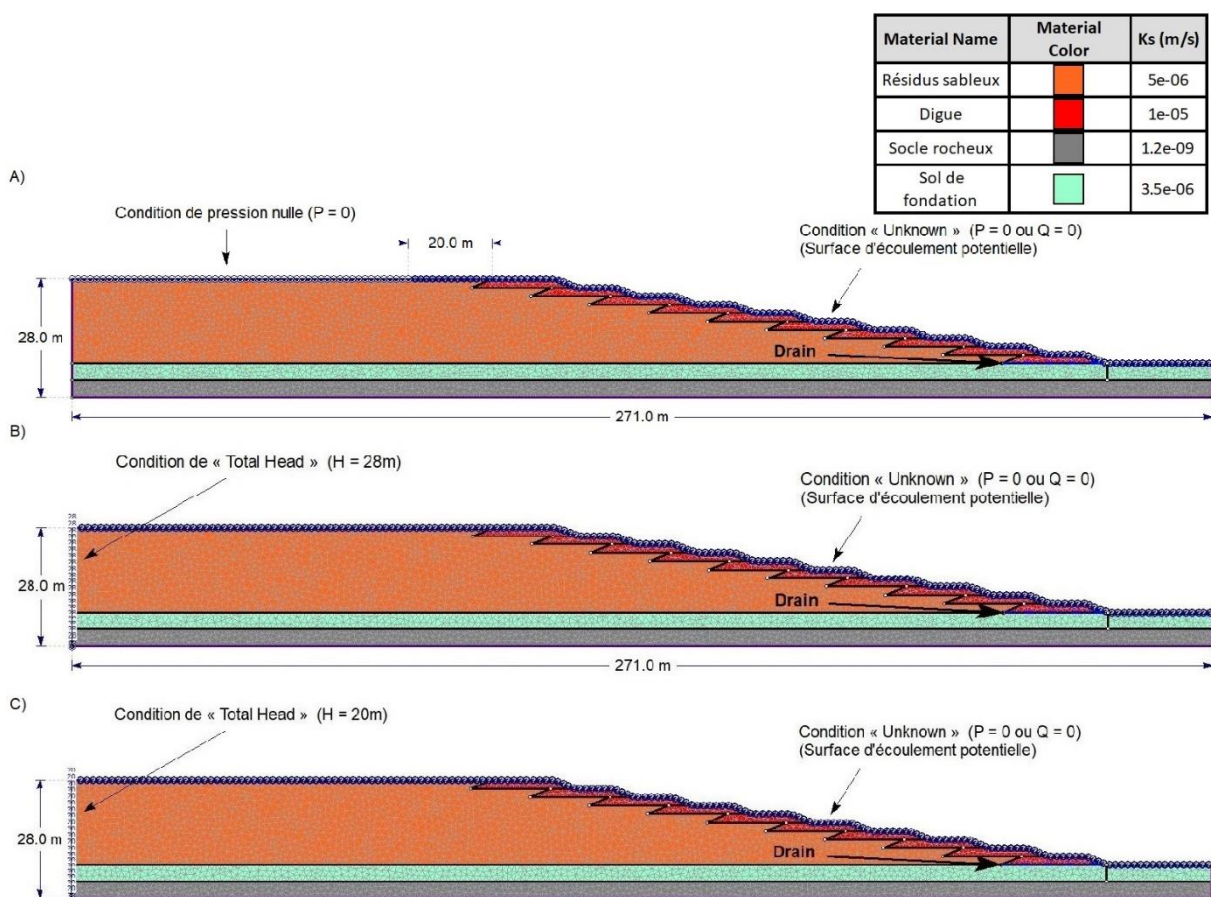 Material Name Material Color Ks (m/s)
Résidus sableux 5e-06
Digue 1e-05
Socle rocheux 1.2e-09
Sol de fondation 3.5e-06
A)
Condition de pression nulle (P = 0)
20.0 m
Condition « Unknown » (P = 0 ou Q = 0)
(Surface d'écoulement potentielle)
28.0 m
Drain
271.0 m
B)
Condition de « Total Head » (H = 28m)
Condition « Unknown » (P = 0 ou Q = 0)
(Surface d'écoulement potentielle)
28.0 m
Drain
271.0 m
C)
Condition de « Total Head » (H = 20m)
Condition « Unknown » (P = 0 ou Q = 0)
(Surface d'écoulement potentielle)
28.0 m
Drain